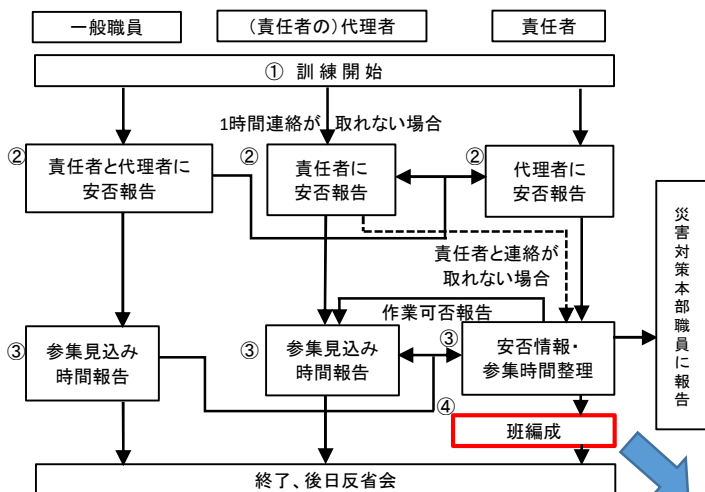 一般職員
(責任者の)代理者
責任者
① 訓練開始
1時間連絡が 取れない場合
②
責任者と代理者に
安否報告
②
責任者に
安否報告
②
代理者に
安否報告
責任者と連絡が
取れない場合
災害対策本部職員に報告
作業可否報告
③
参集見込み
時間報告
③
参集見込み
時間報告
③
安否情報・
参集時間整理
④
班編成
終了、後日反省会